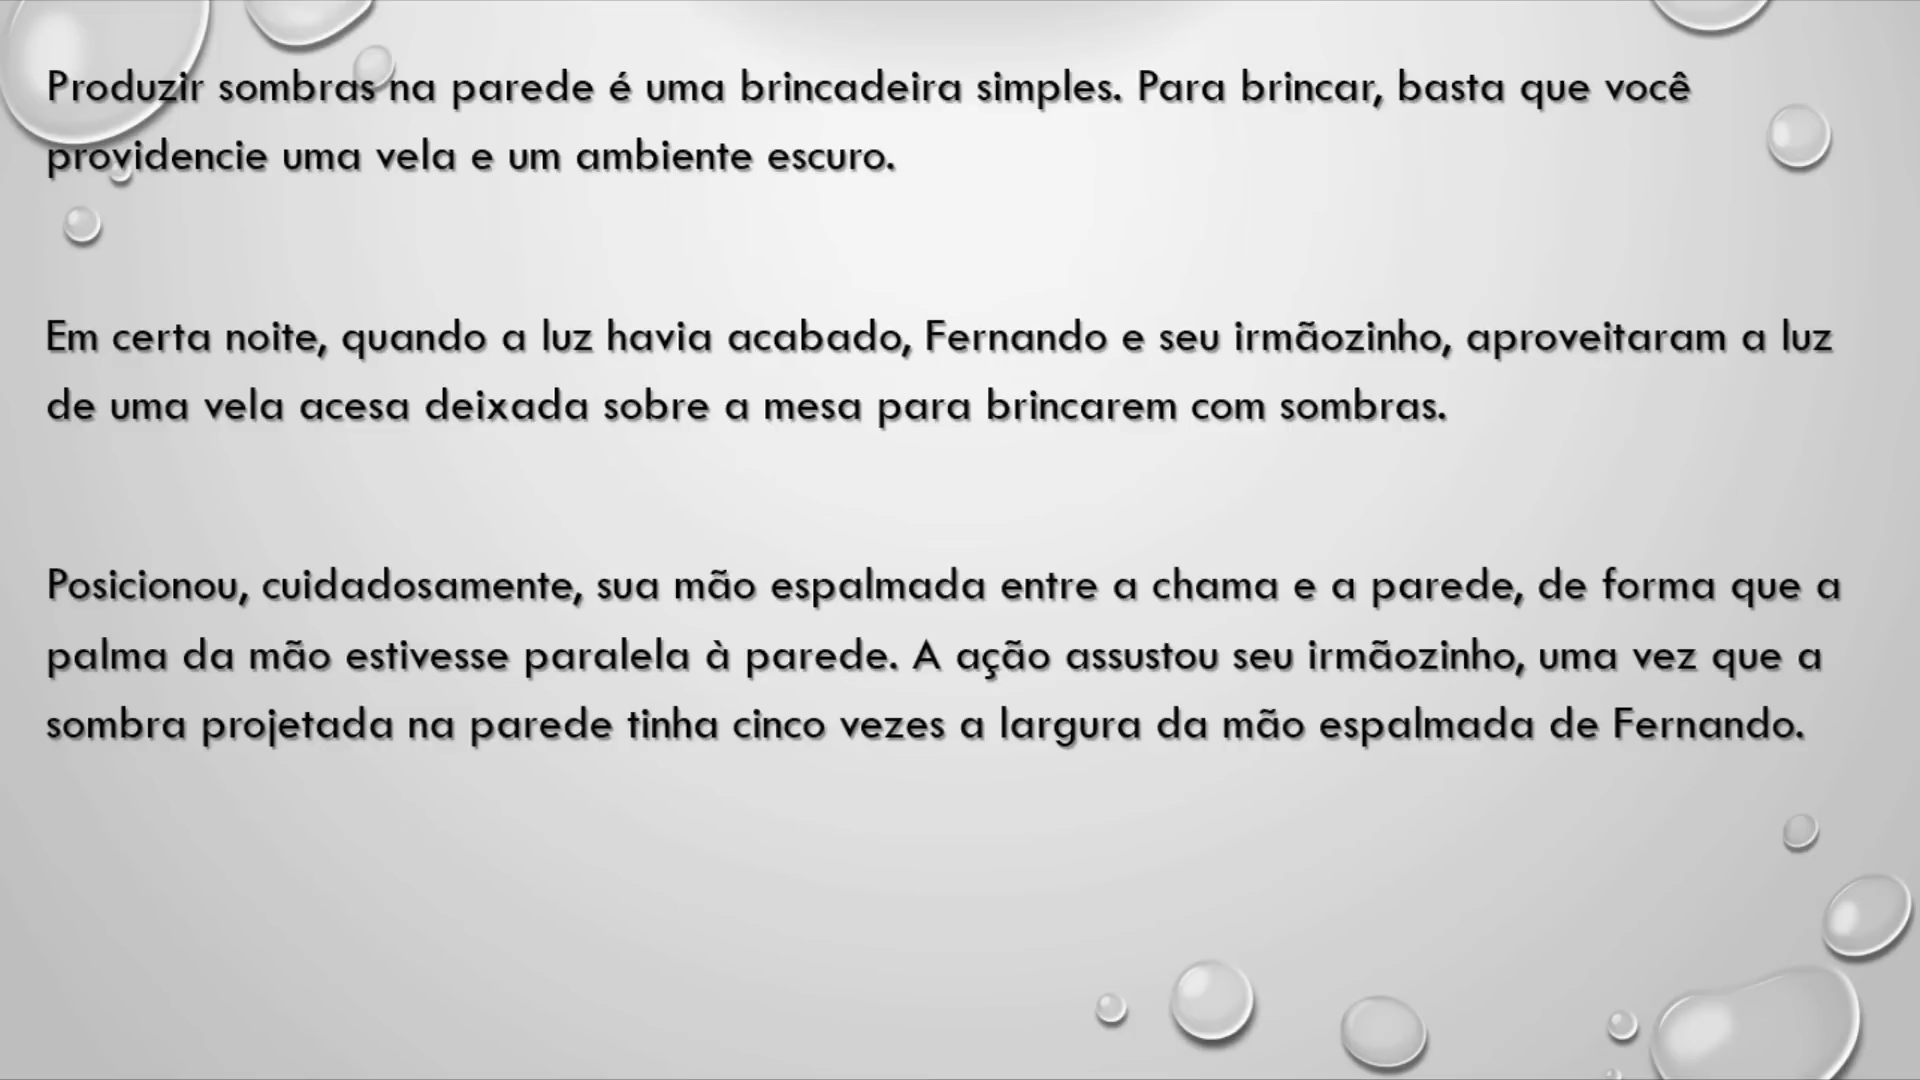 Produzir sombras na parede é uma brincadeira simples. Para brincar, basta que você
providencie uma vela e um ambiente escuro.
Em certa noite, quando a luz havia acabado, Fernando e seu irmãozinho, aproveitaram a luz
de uma vela acesa deixada sobre a mesa para brincarem com sombras.
Posicionou, cuidadosamente, sua mão espalmada entre a chama e a parede, de forma que a
palma da mão estivesse paralela à parede. A ação assustou seu irmãozinho, uma vez que a
sombra projetada na parede tinha cinco vezes a largura da mão espalmada de Fernando.